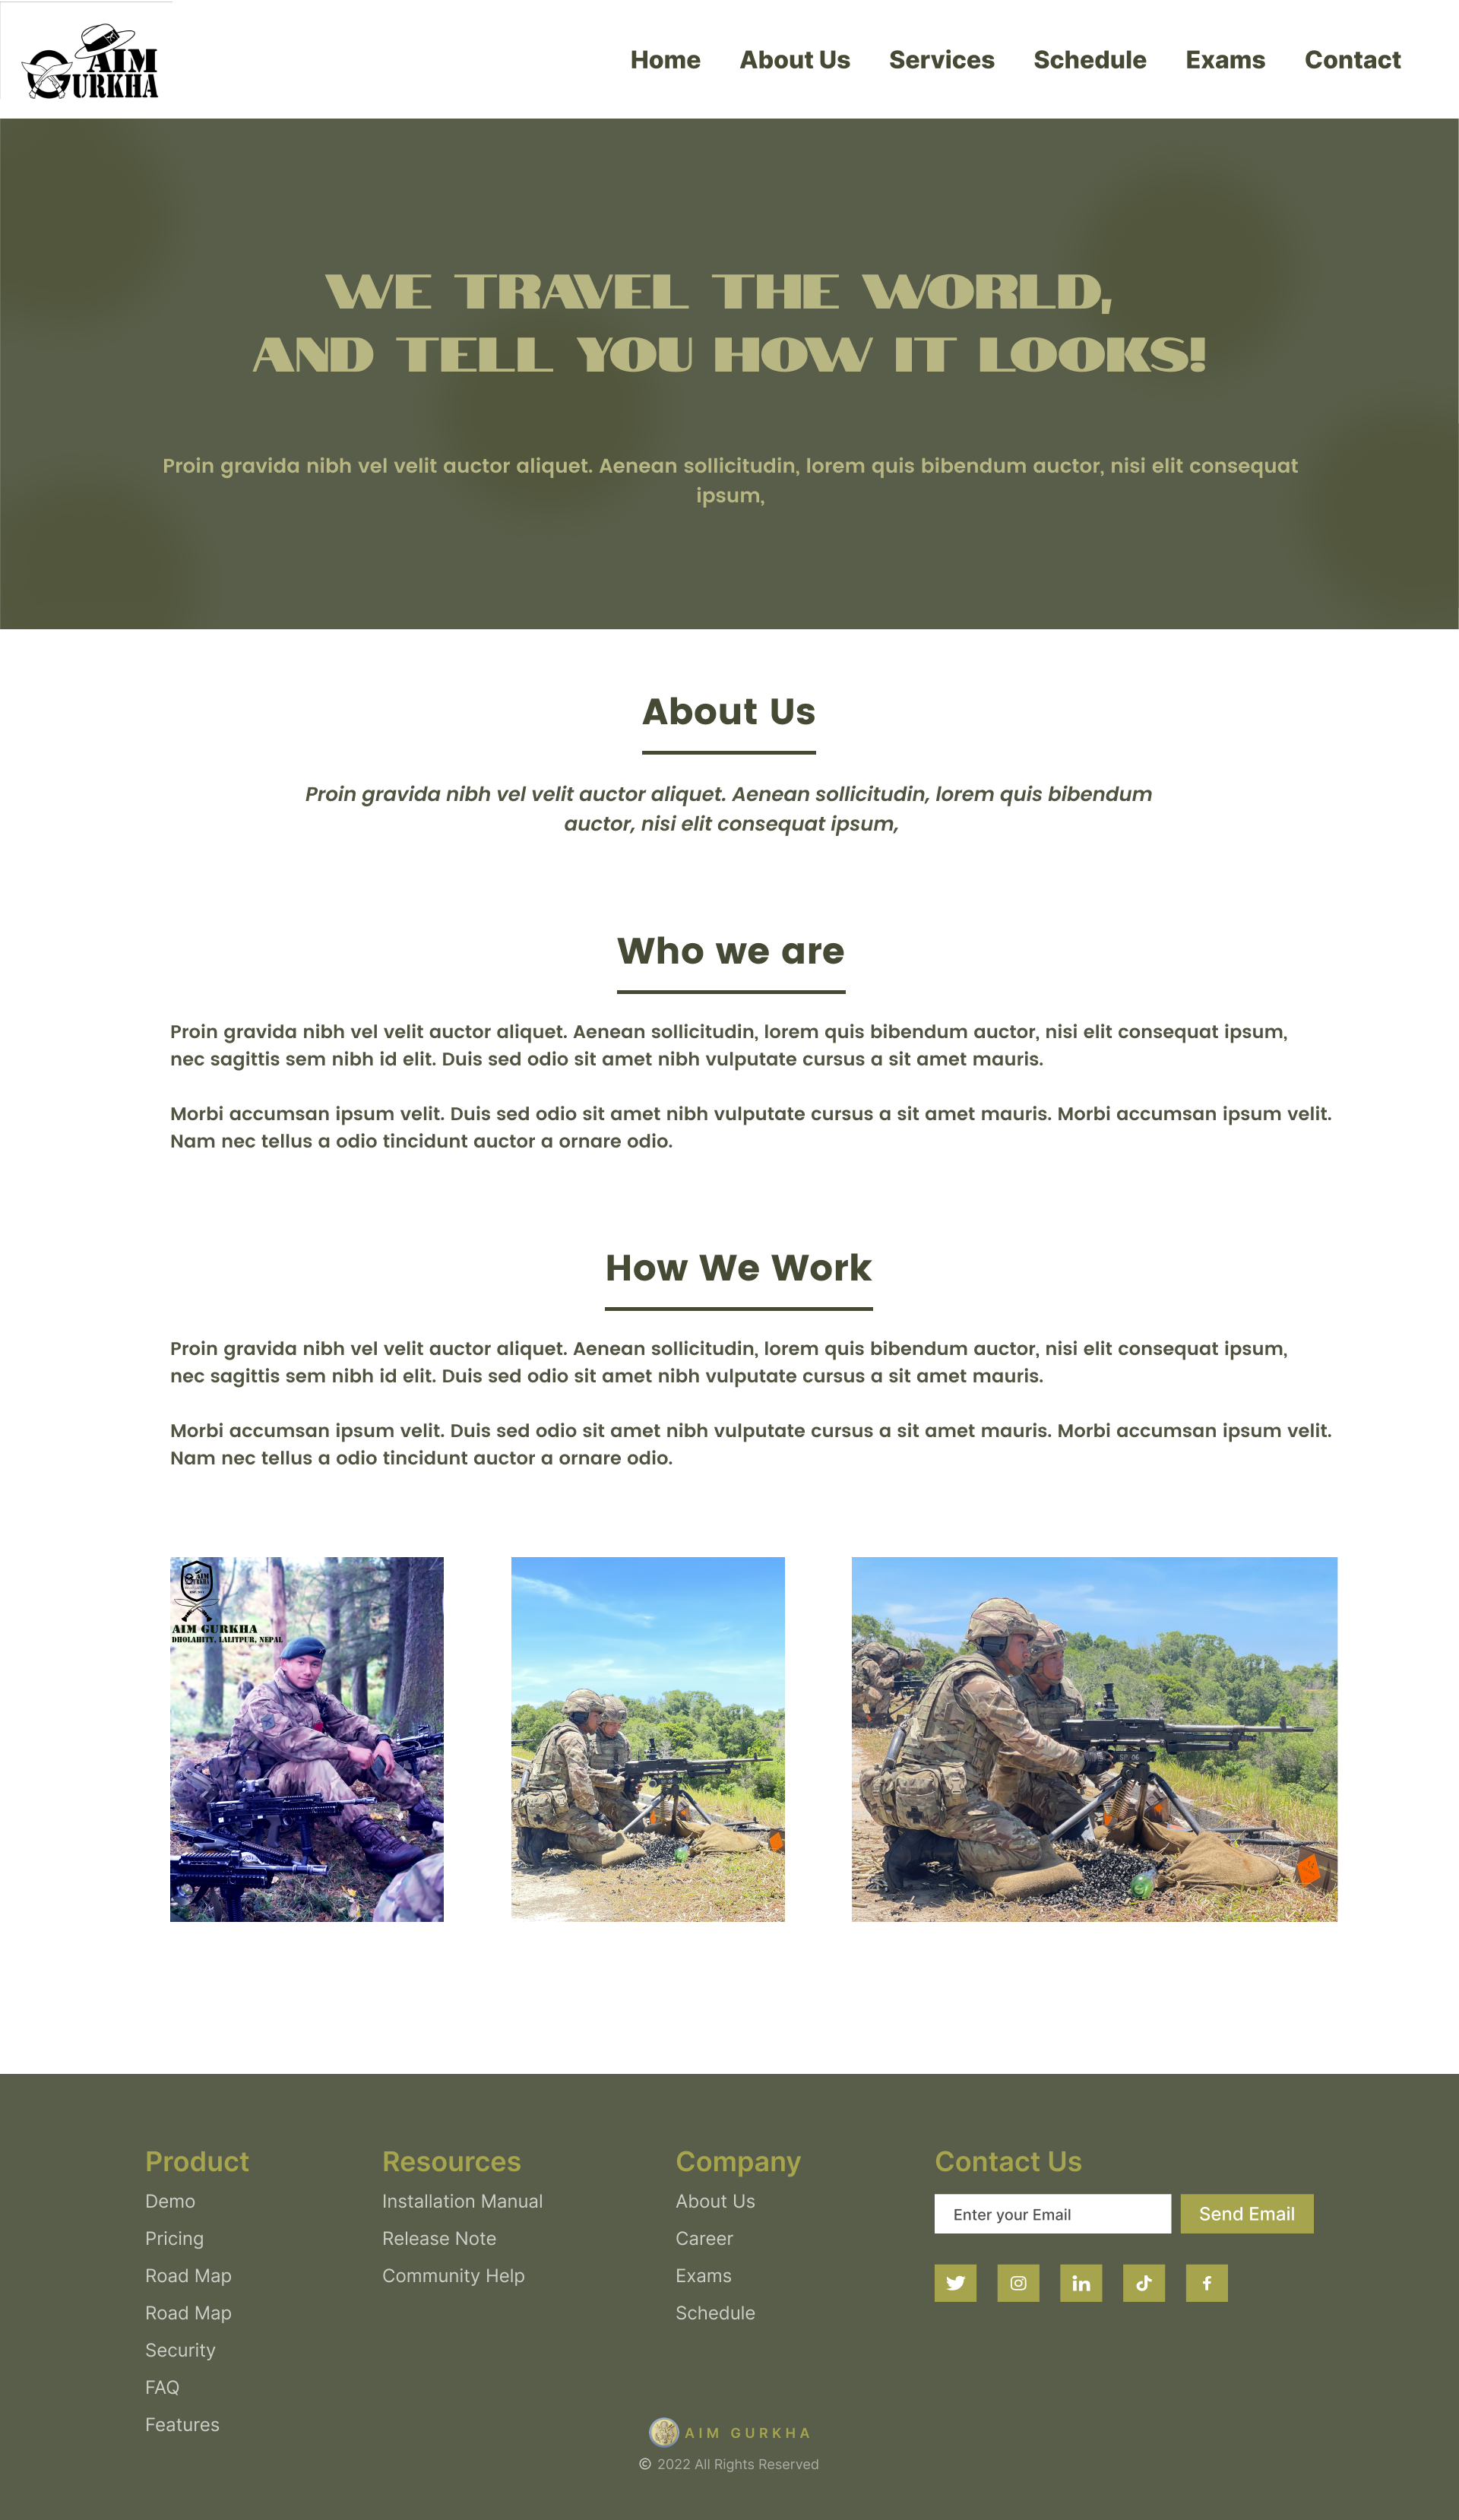 AIM
GURKHA
Home About Us Services Schedule Exams Contact
WE TRAVEL THE WORLD,
AND TELL YOU HOW IT LOOKS!
Proin gravida nibh vel velit auctor aliquet. Aenean sollicitudin, lorem quis bibendum auctor, nisi elit consequat
ipsum,
About Us
Proin gravida nibh vel velit auctor aliquet. Aenean sollicitudin, lorem quis bibendum
auctor, nisi elit consequat ipsum,
Who we are
Proin gravida nibh vel velit auctor aliquet. Aenean sollicitudin, lorem quis bibendum auctor, nisi elit consequat ipsum,
nec sagittis sem nibh id elit. Duis sed odio sit amet nibh vulputate cursus a sit amet mauris.
Morbi accumsan ipsum velit. Duis sed odio sit amet nibh vulputate cursus a sit amet mauris. Morbi accumsan ipsum velit.
Nam nec tellus a odio tincidunt auctor a ornare odio.
How We Work
Proin gravida nibh vel velit auctor aliquet. Aenean sollicitudin, lorem quis bibendum auctor, nisi elit consequat ipsum,
nec sagittis sem nibh id elit. Duis sed odio sit amet nibh vulputate cursus a sit amet mauris.
Morbi accumsan ipsum velit. Duis sed odio sit amet nibh vulputate cursus a sit amet mauris. Morbi accumsan ipsum velit.
Nam nec tellus a odio tincidunt auctor a ornare odio.
AIM
GURKHA
AIM GURKHA
DHOLAHITY, LALITPUR, NEPAL
SP 06
Product
Demo
Pricing
Road Map
Road Map
Security
FAQ
Features
Resources
Installation Manual
Release Note
Community Help
Company
About Us
Career
Exams
Schedule
Contact Us
Enter your Email Send Email
AIM GURKHA
© 2022 All Rights Reserved